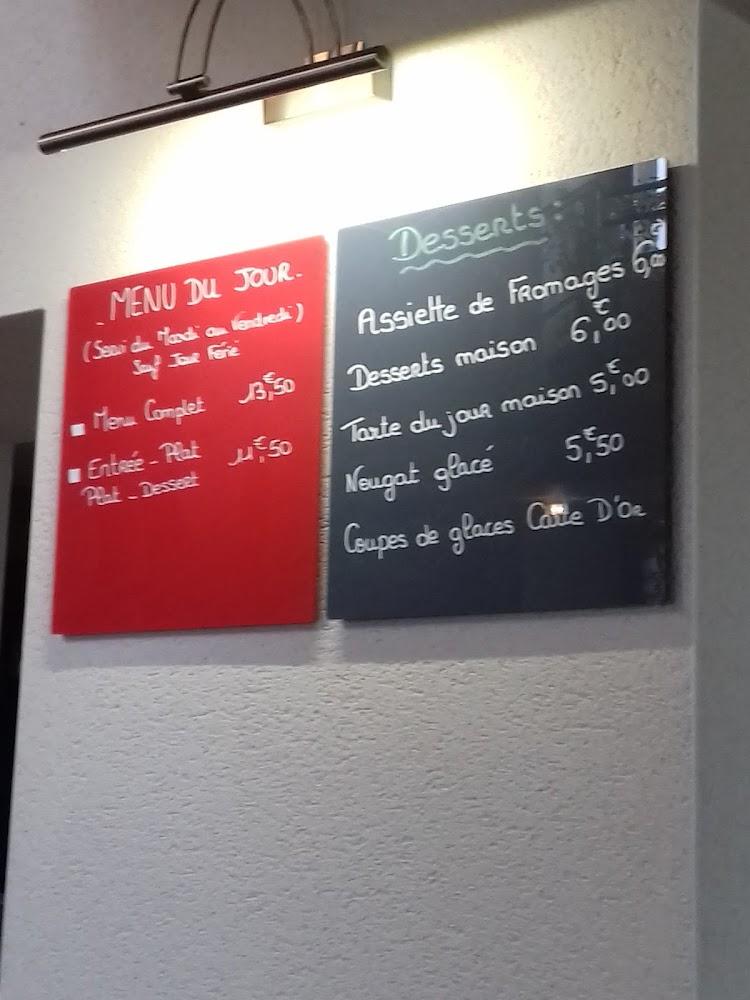 - MENU DU JOUR -
(Servi du Mardi au Vendredi)
Sauf Jour Férié
Menu Complet 13€,50
Entrée - Plat 11€,50
Plat - Dessert
Desserts :
Assiette de Fromages 6,00
Desserts maison 6€,00
Tarte du jour maison 5€,00
Nougat glacé 5€,50
Coupes de glaces Carte D'Or